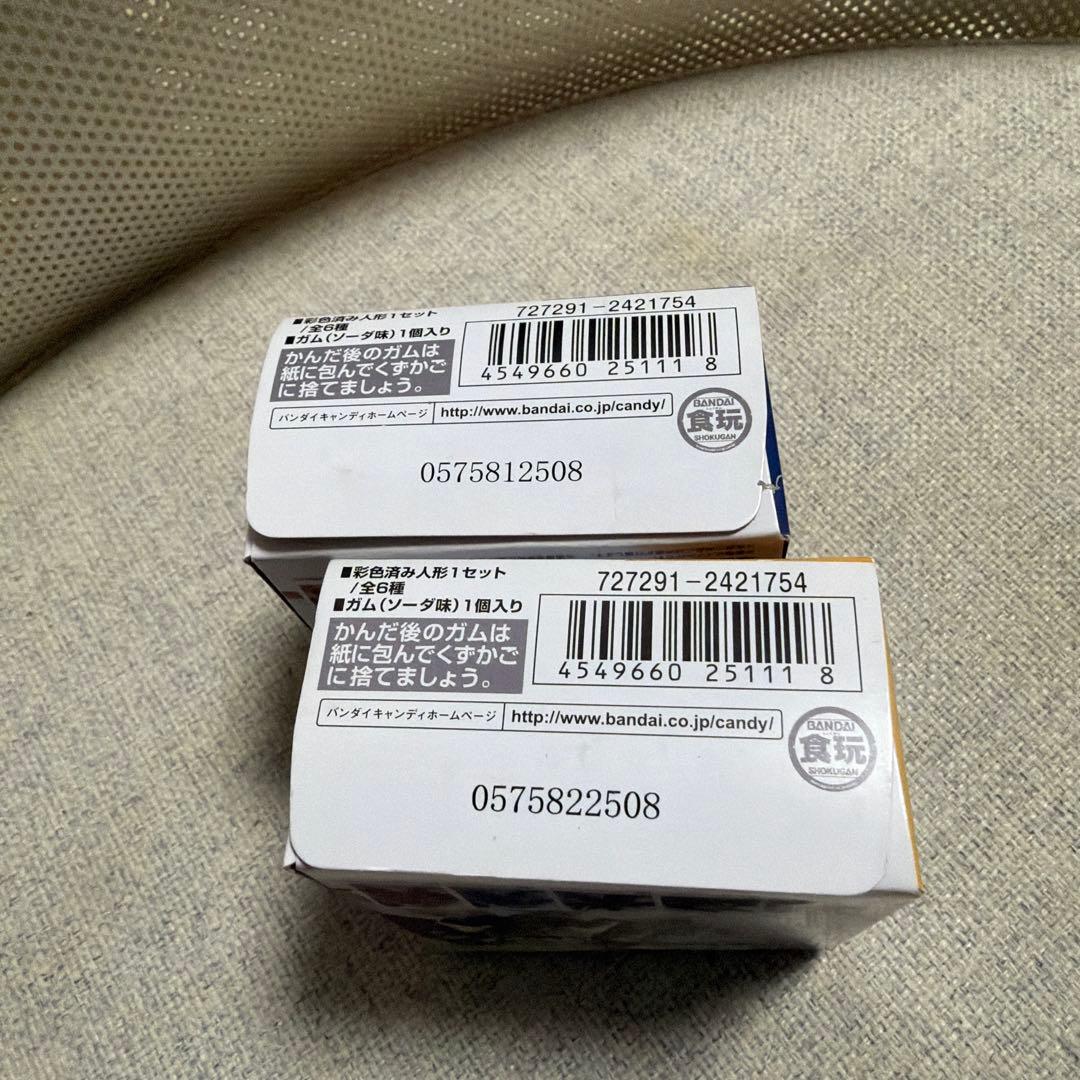 ■彩色済み人形1セット
/全6種
■ガム(ソーダ味)1個入り
かんだ後のガムは
紙に包んでくずかご
に捨てましょう。
727291-2421754
4549660 25111 8
バンダイキャンディホームページ http://www.bandai.co.jp/candy/
BANDAI
食玩
SHOKUGAN
0575812508
■彩色済み人形1セット
/全6種
■ガム(ソーダ味)1個入り
かんだ後のガムは
紙に包んでくずかご
に捨てましょう。
727291-2421754
4549660 25111 8
バンダイキャンディホームページ http://www.bandai.co.jp/candy/
BANDAI
食玩
SHOKUGAN
0575822508